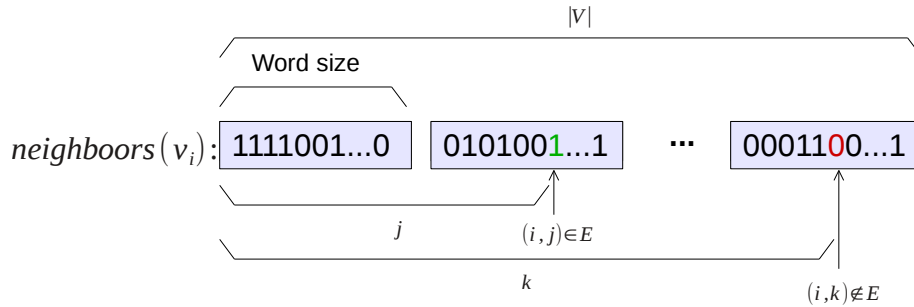 |V|
Word size
neighboors(v_i): 1111001...0 0101001...1 ... 0001100...1
j
(i,j)∈E
k
(i,k)∉E